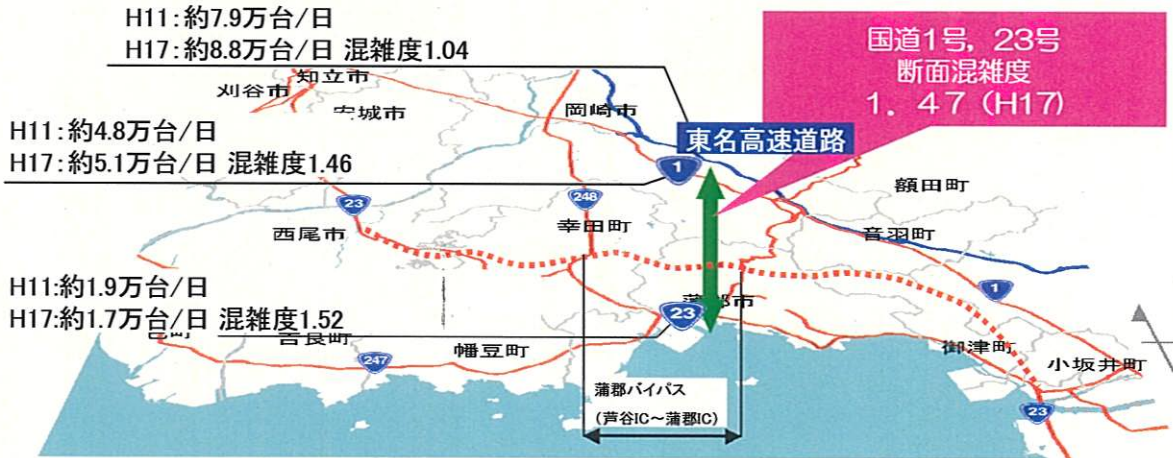 H11:約7.9万台/日
H17:約8.8万台/日 混雑度1.04
国道1号, 23号
断面混雑度
1.47(H17)
知立市
刈谷市
安城市
岡崎市
H11:約4.8万台/日
H17:約5.1万台/日 混雑度1.46
東名高速道路
1
額田町
248
23
西尾市
幸田町
音羽町
H11:約1.9万台/日
H17:約1.7万台/日 混雑度1.52
1
蒲郡市
23
吉良町
幡豆町
247
御津町
小坂井町
蒲郡バイパス
(芦谷IC～蒲郡IC)
23